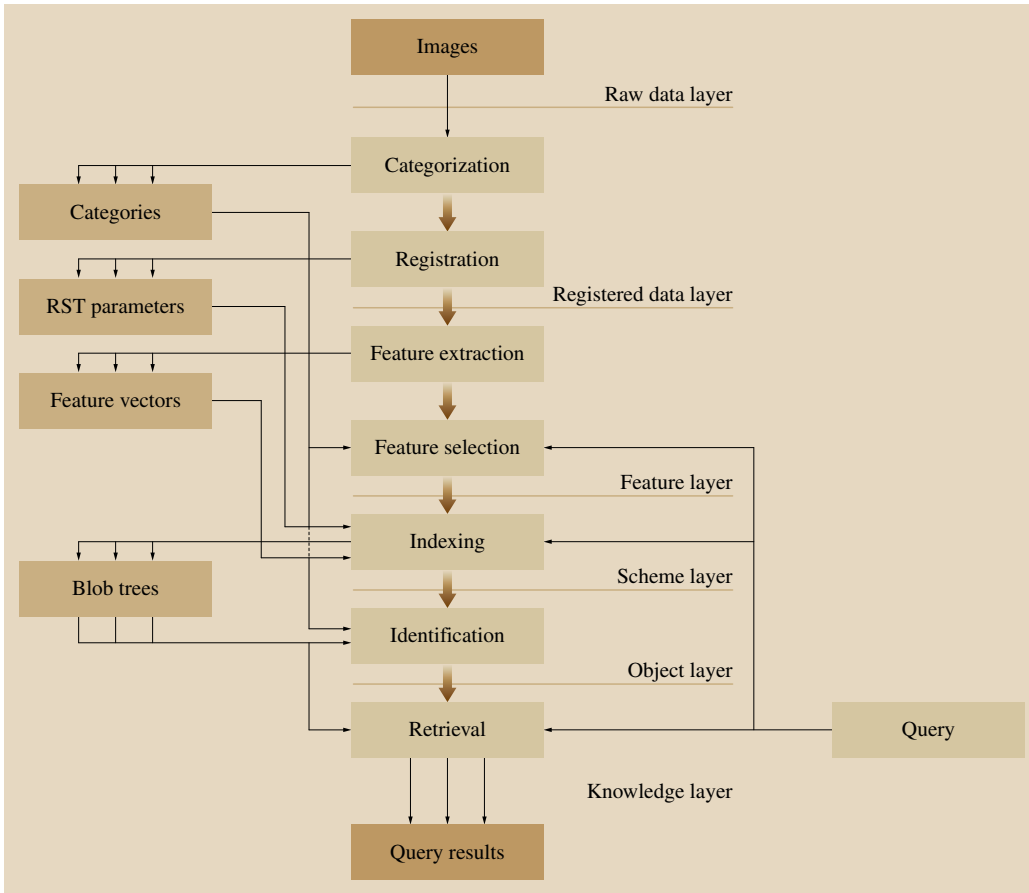 Images
Raw data layer
Categorization
Categories
Registration
Registered data layer
RST parameters
Feature extraction
Feature vectors
Feature selection
Feature layer
Indexing
Scheme layer
Blob trees
Identification
Object layer
Retrieval
Query
Knowledge layer
Query results